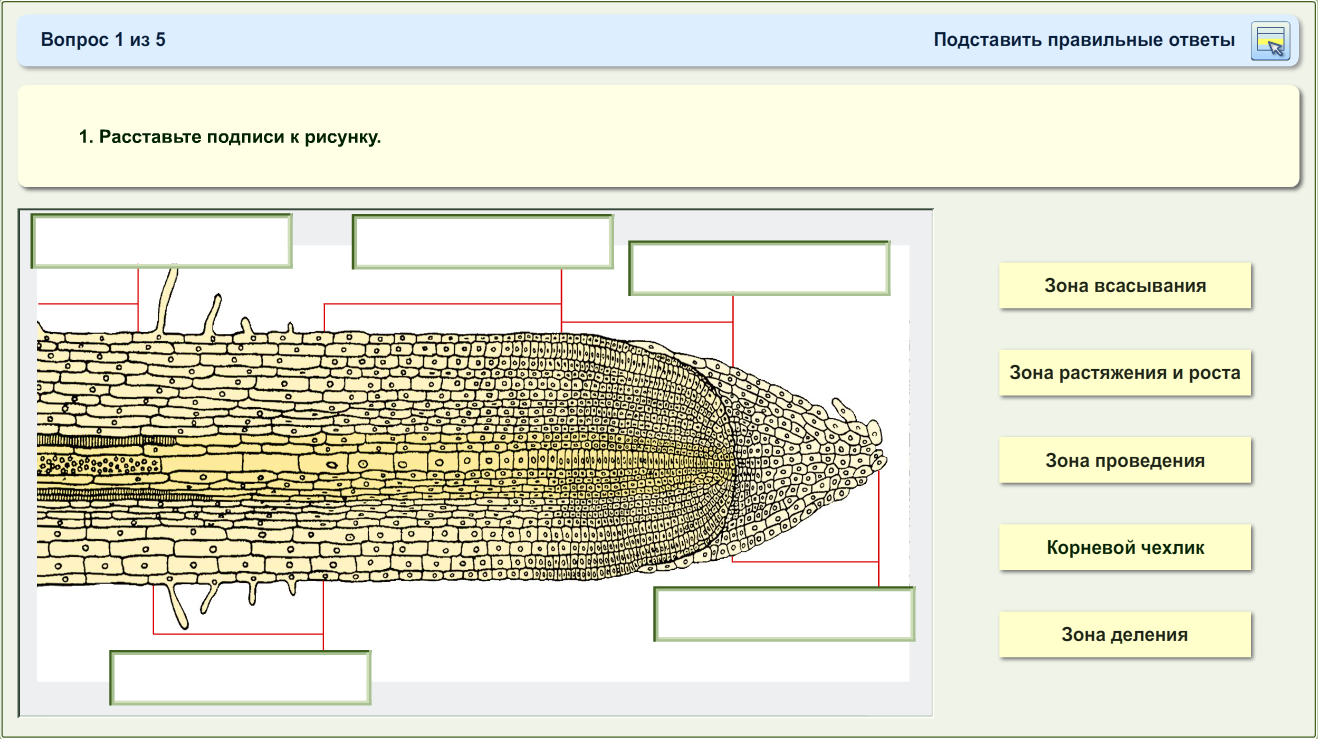 Вопрос 1 из 5
Подставить правильные ответы
1. Расставьте подписи к рисунку.
Зона всасывания
Зона растяжения и роста
Зона проведения
Корневой чехлик
Зона деления